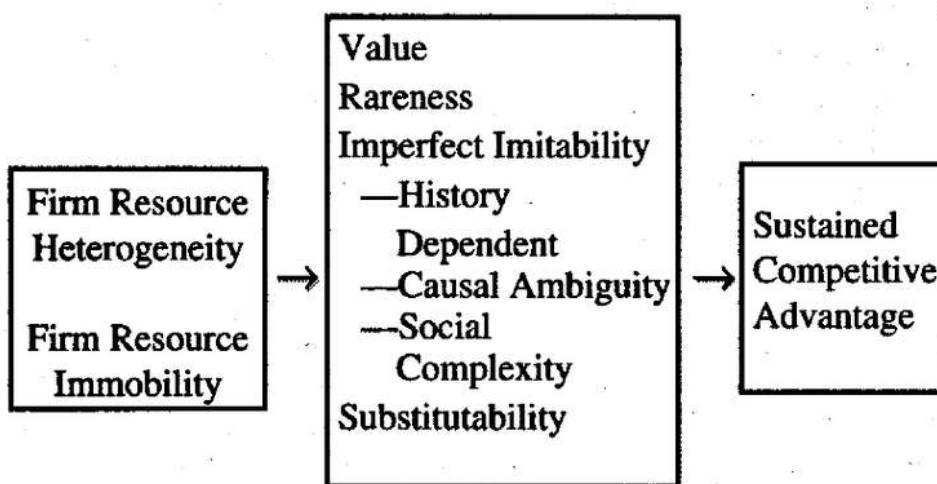 Firm Resource
Heterogeneity
Firm Resource
Immobility
Value
Rareness
Imperfect Imitability
—History
Dependent
—Causal Ambiguity
—Social
Complexity
Substitutability
Sustained
Competitive
Advantage